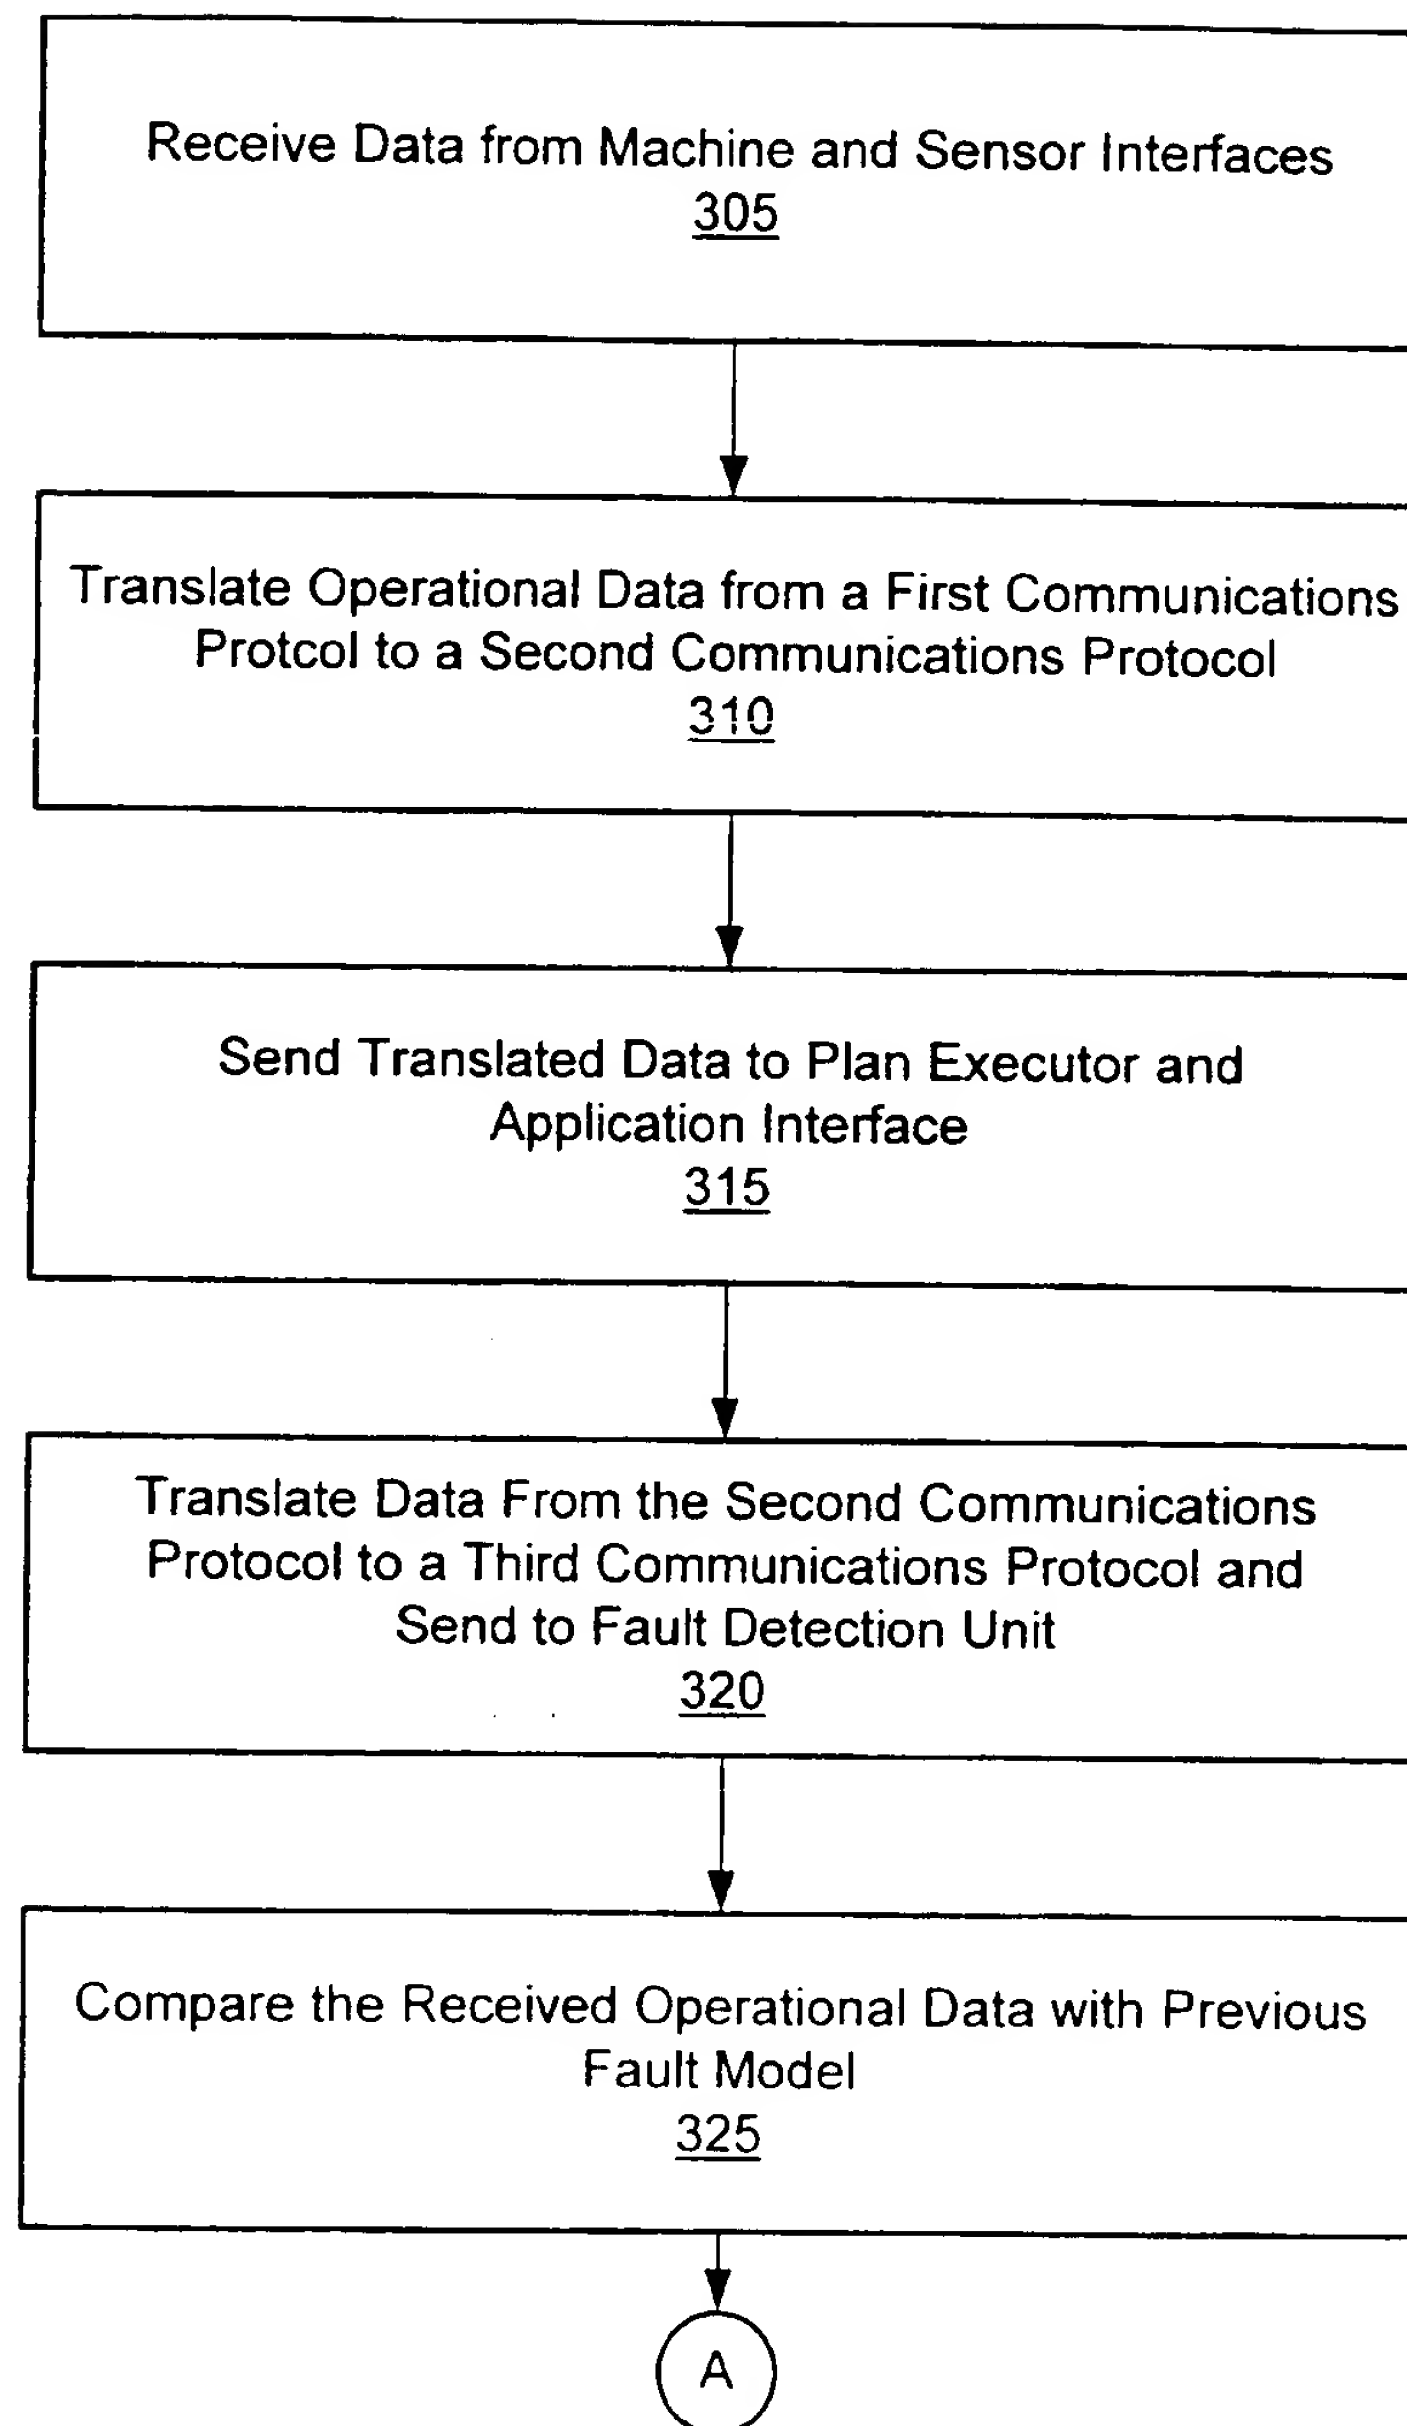 Receive Data from Machine and Sensor Interfaces
305
Translate Operational Data from a First Communications
Protcol to a Second Communications Protocol
310
Send Translated Data to Plan Executor and
Application Interface
315
Translate Data From the Second Communications
Protocol to a Third Communications Protocol and
Send to Fault Detection Unit
320
Compare the Received Operational Data with Previous
Fault Model
325
A